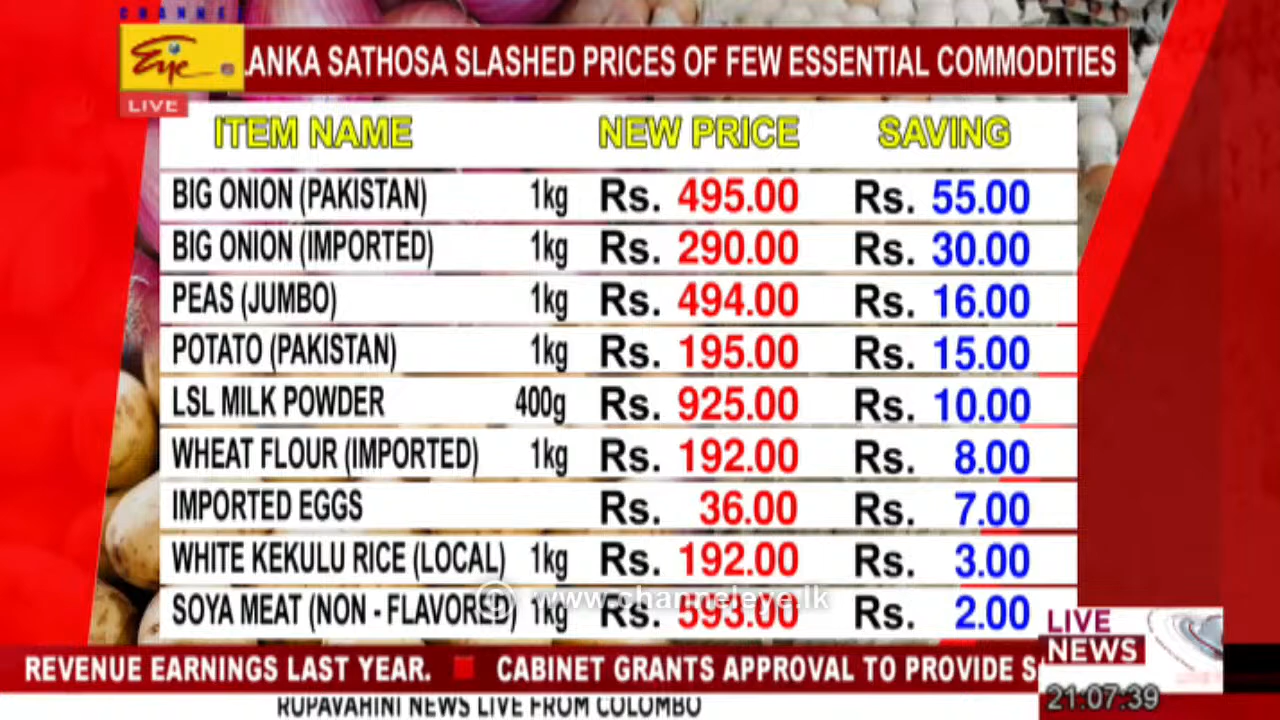 CHANNEL
Eye
LANKA SATHOSA SLASHED PRICES OF FEW ESSENTIAL COMMODITIES
LIVE
ITEM NAME NEW PRICE SAVING
BIG ONION (PAKISTAN) 1kg Rs. 495.00 Rs. 55.00
BIG ONION (IMPORTED) 1kg Rs. 290.00 Rs. 30.00
PEAS (JUMBO) 1kg Rs. 494.00 Rs. 16.00
POTATO (PAKISTAN) 1kg Rs. 195.00 Rs. 15.00
LSL MILK POWDER 400g Rs. 925.00 Rs. 10.00
WHEAT FLOUR (IMPORTED) 1kg Rs. 192.00 Rs. 8.00
IMPORTED EGGS Rs. 36.00 Rs. 7.00
WHITE KEKULU RICE (LOCAL) 1kg Rs. 192.00 Rs. 3.00
SOYA MEAT (NON - FLAVORED) 1kg Rs. 593.00 Rs. 2.00
© www.channeleye.lk
LIVE
NEWS
REVENUE EARNINGS LAST YEAR. CABINET GRANTS APPROVAL TO PROVIDE
21:07:39
RUPAVAHINI NEWS LIVE FROM COLOMBO